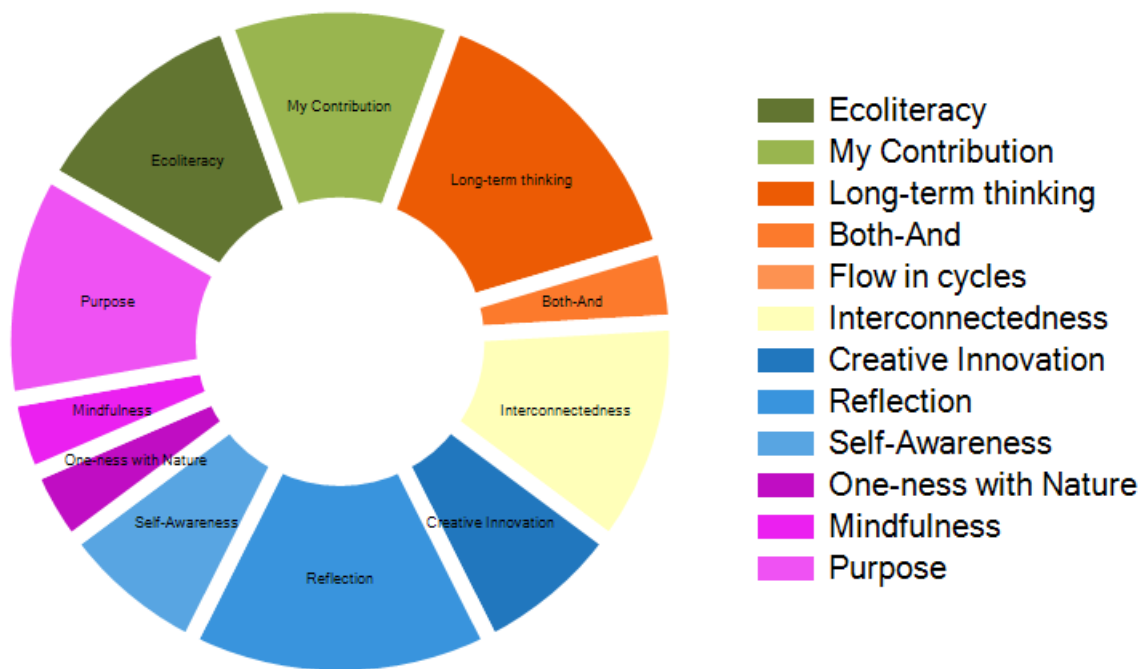 My Contribution
Ecoliteracy
Long-term thinking
Purpose
Both-And
Mindfulness
Interconnectedness
One-ness with Nature
Self-Awareness
Creative Innovation
Reflection
Ecoliteracy
My Contribution
Long-term thinking
Both-And
Flow in cycles
Interconnectedness
Creative Innovation
Reflection
Self-Awareness
One-ness with Nature
Mindfulness
Purpose